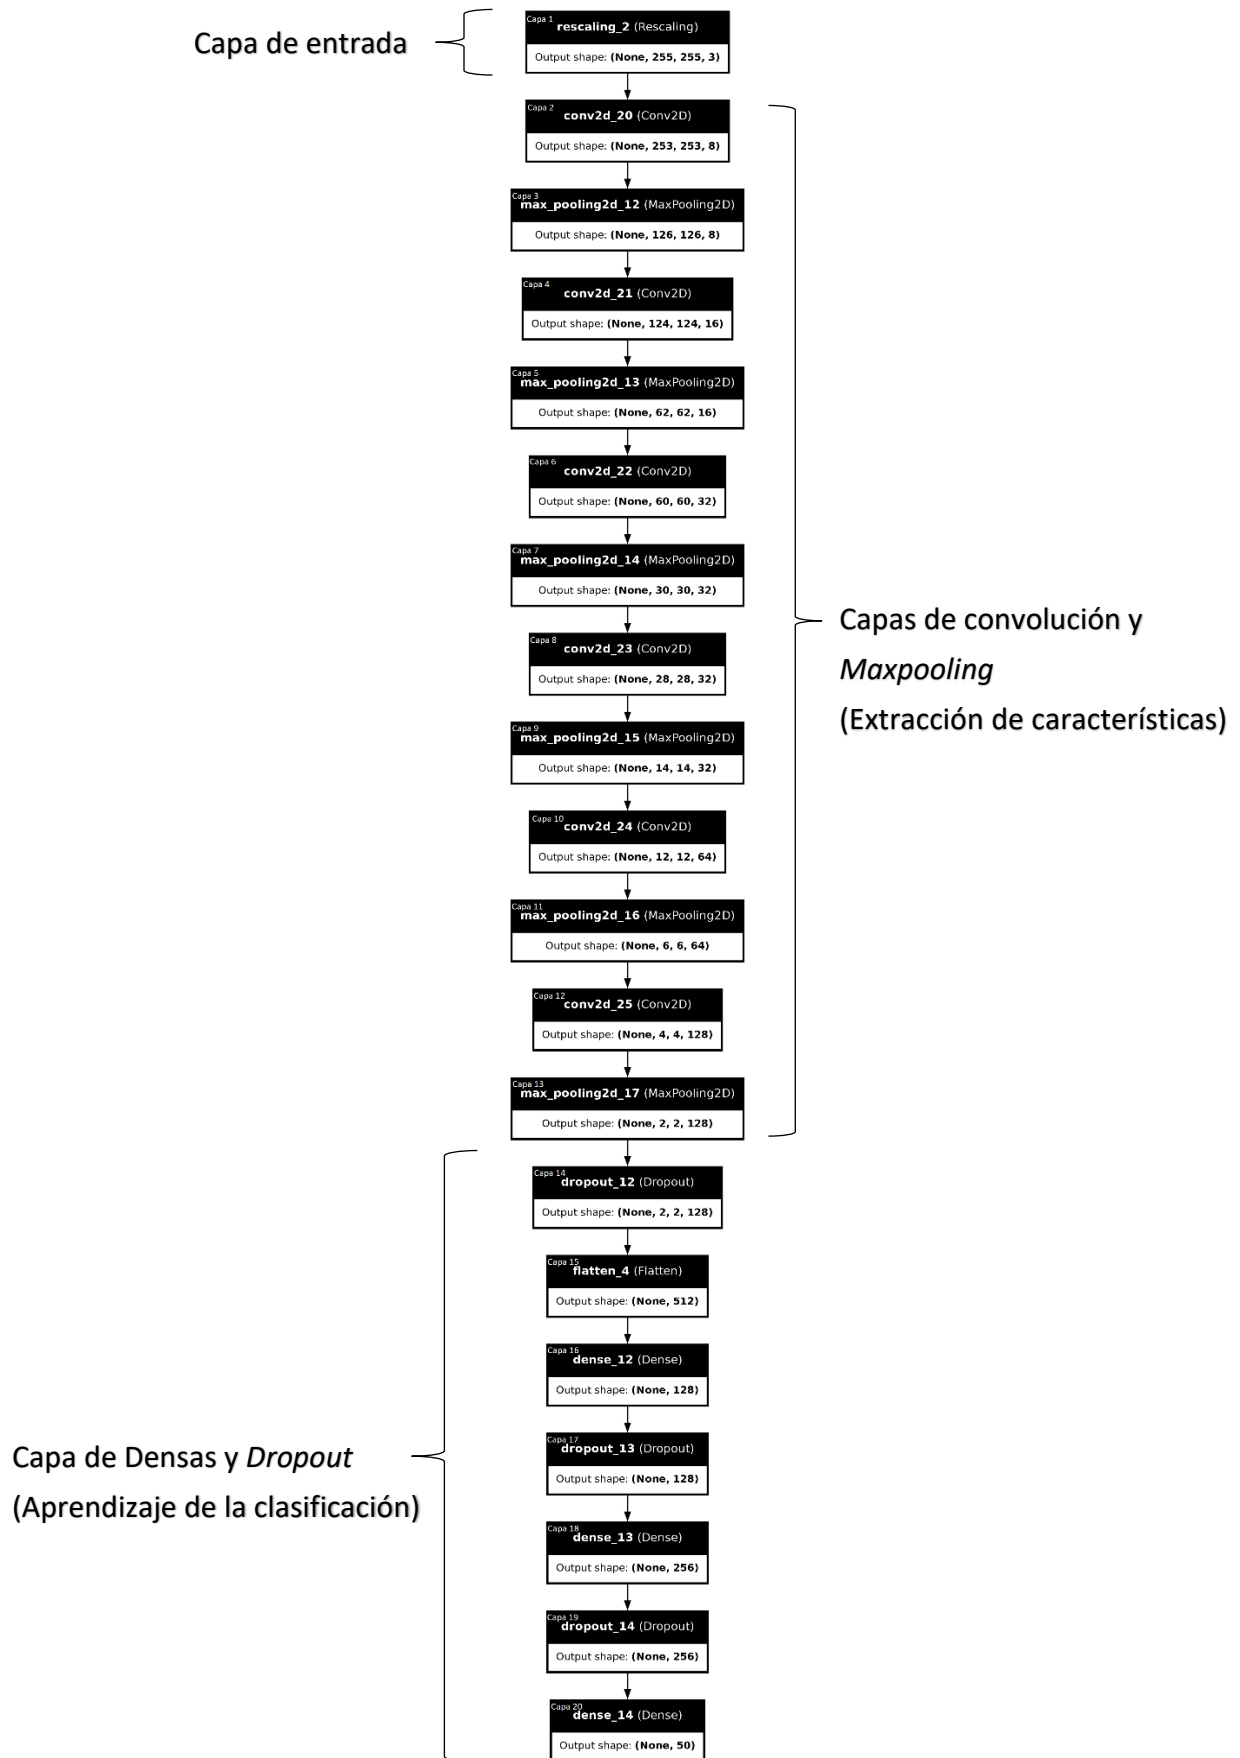 Capa de entrada
Capa 1
rescaling_2 (Rescaling)
Output shape: (None, 255, 255, 3)
Capa 2
conv2d_20 (Conv2D)
Output shape: (None, 253, 253, 8)
Capa 3
max_pooling2d_12 (MaxPooling2D)
Output shape: (None, 126, 126, 8)
Capa 4
conv2d_21 (Conv2D)
Output shape: (None, 124, 124, 16)
Capa 5
max_pooling2d_13 (MaxPooling2D)
Output shape: (None, 62, 62, 16)
Capa 6
conv2d_22 (Conv2D)
Output shape: (None, 60, 60, 32)
Capa 7
max_pooling2d_14 (MaxPooling2D)
Output shape: (None, 30, 30, 32)
Capa 8
conv2d_23 (Conv2D)
Output shape: (None, 28, 28, 32)
Capa 9
max_pooling2d_15 (MaxPooling2D)
Output shape: (None, 14, 14, 32)
Capa 10
conv2d_24 (Conv2D)
Output shape: (None, 12, 12, 64)
Capa 11
max_pooling2d_16 (MaxPooling2D)
Output shape: (None, 6, 6, 64)
Capa 12
conv2d_25 (Conv2D)
Output shape: (None, 4, 4, 128)
Capa 13
max_pooling2d_17 (MaxPooling2D)
Output shape: (None, 2, 2, 128)
Capas de convolución y
Maxpooling
(Extracción de características)
Capa 14
dropout_12 (Dropout)
Output shape: (None, 2, 2, 128)
Capa 15
flatten_4 (Flatten)
Output shape: (None, 512)
Capa 16
dense_12 (Dense)
Output shape: (None, 128)
Capa 17
dropout_13 (Dropout)
Output shape: (None, 128)
Capa 18
dense_13 (Dense)
Output shape: (None, 256)
Capa 19
dropout_14 (Dropout)
Output shape: (None, 256)
Capa 20
dense_14 (Dense)
Output shape: (None, 50)
Capa de Densas y Dropout
(Aprendizaje de la clasificación)